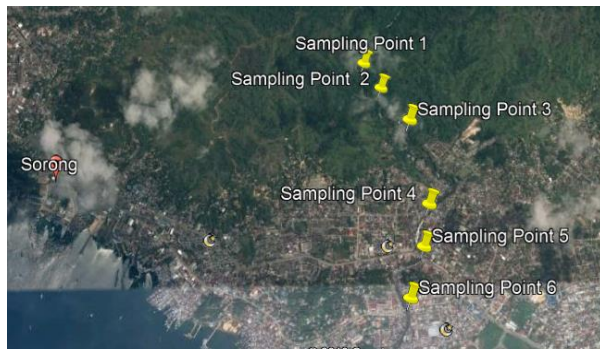 Sampling Point 1
Sampling Point 2
Sampling Point 3
Sorong
Sampling Point 4
Sampling Point 5
Sampling Point 6